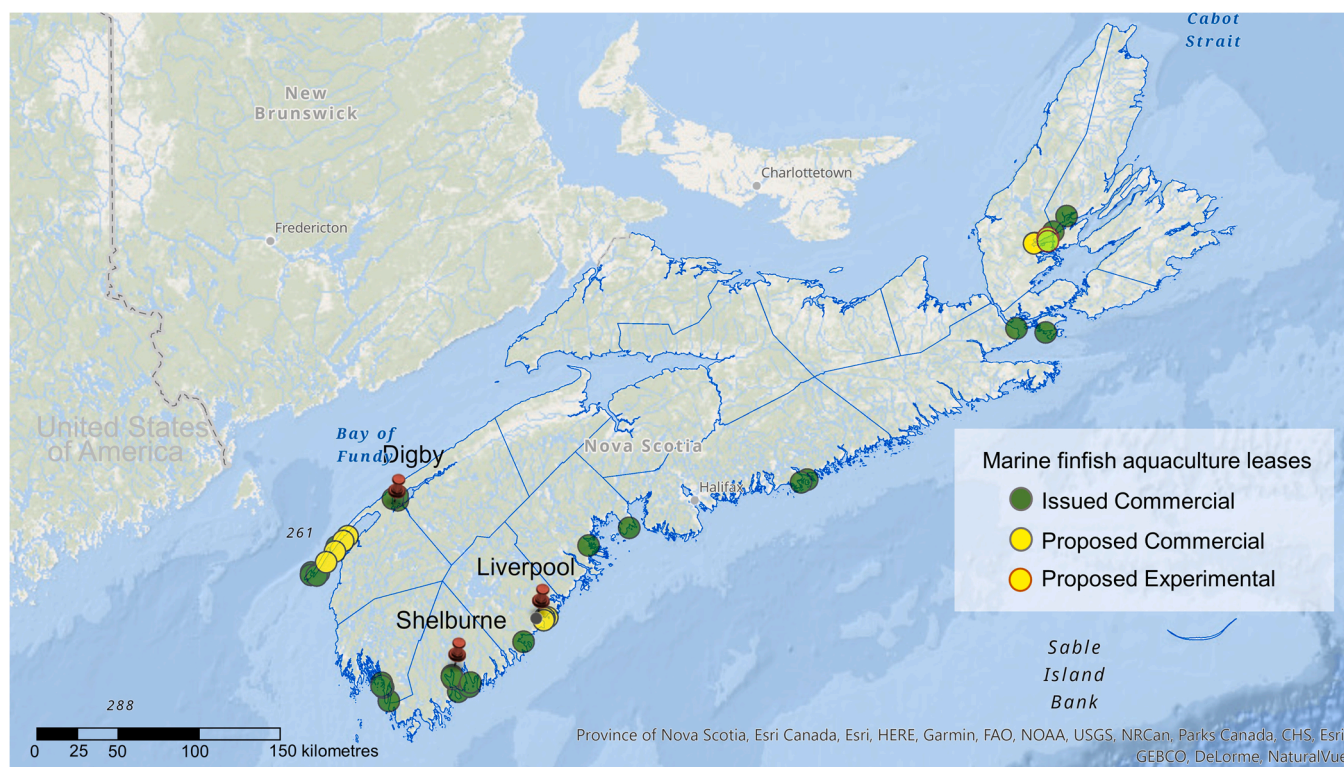 Cabot
Strait
New
Brunswick
Charlottetown
Fredericton
United States
of America
Bay of
Fundy
Digby
Nova Scotia
Halifax
261
Liverpool
Shelburne
Marine finfish aquaculture leases
Issued Commercial
Proposed Commercial
Proposed Experimental
Sable
Island
Bank
288
0 25 50 100 150 kilometres
Province of Nova Scotia, Esri Canada, Esri, HERE, Garmin, FAO, NOAA, USGS, NRCan, Parks Canada, CHS, Esri
GEBCO, DeLorme, NaturalVue